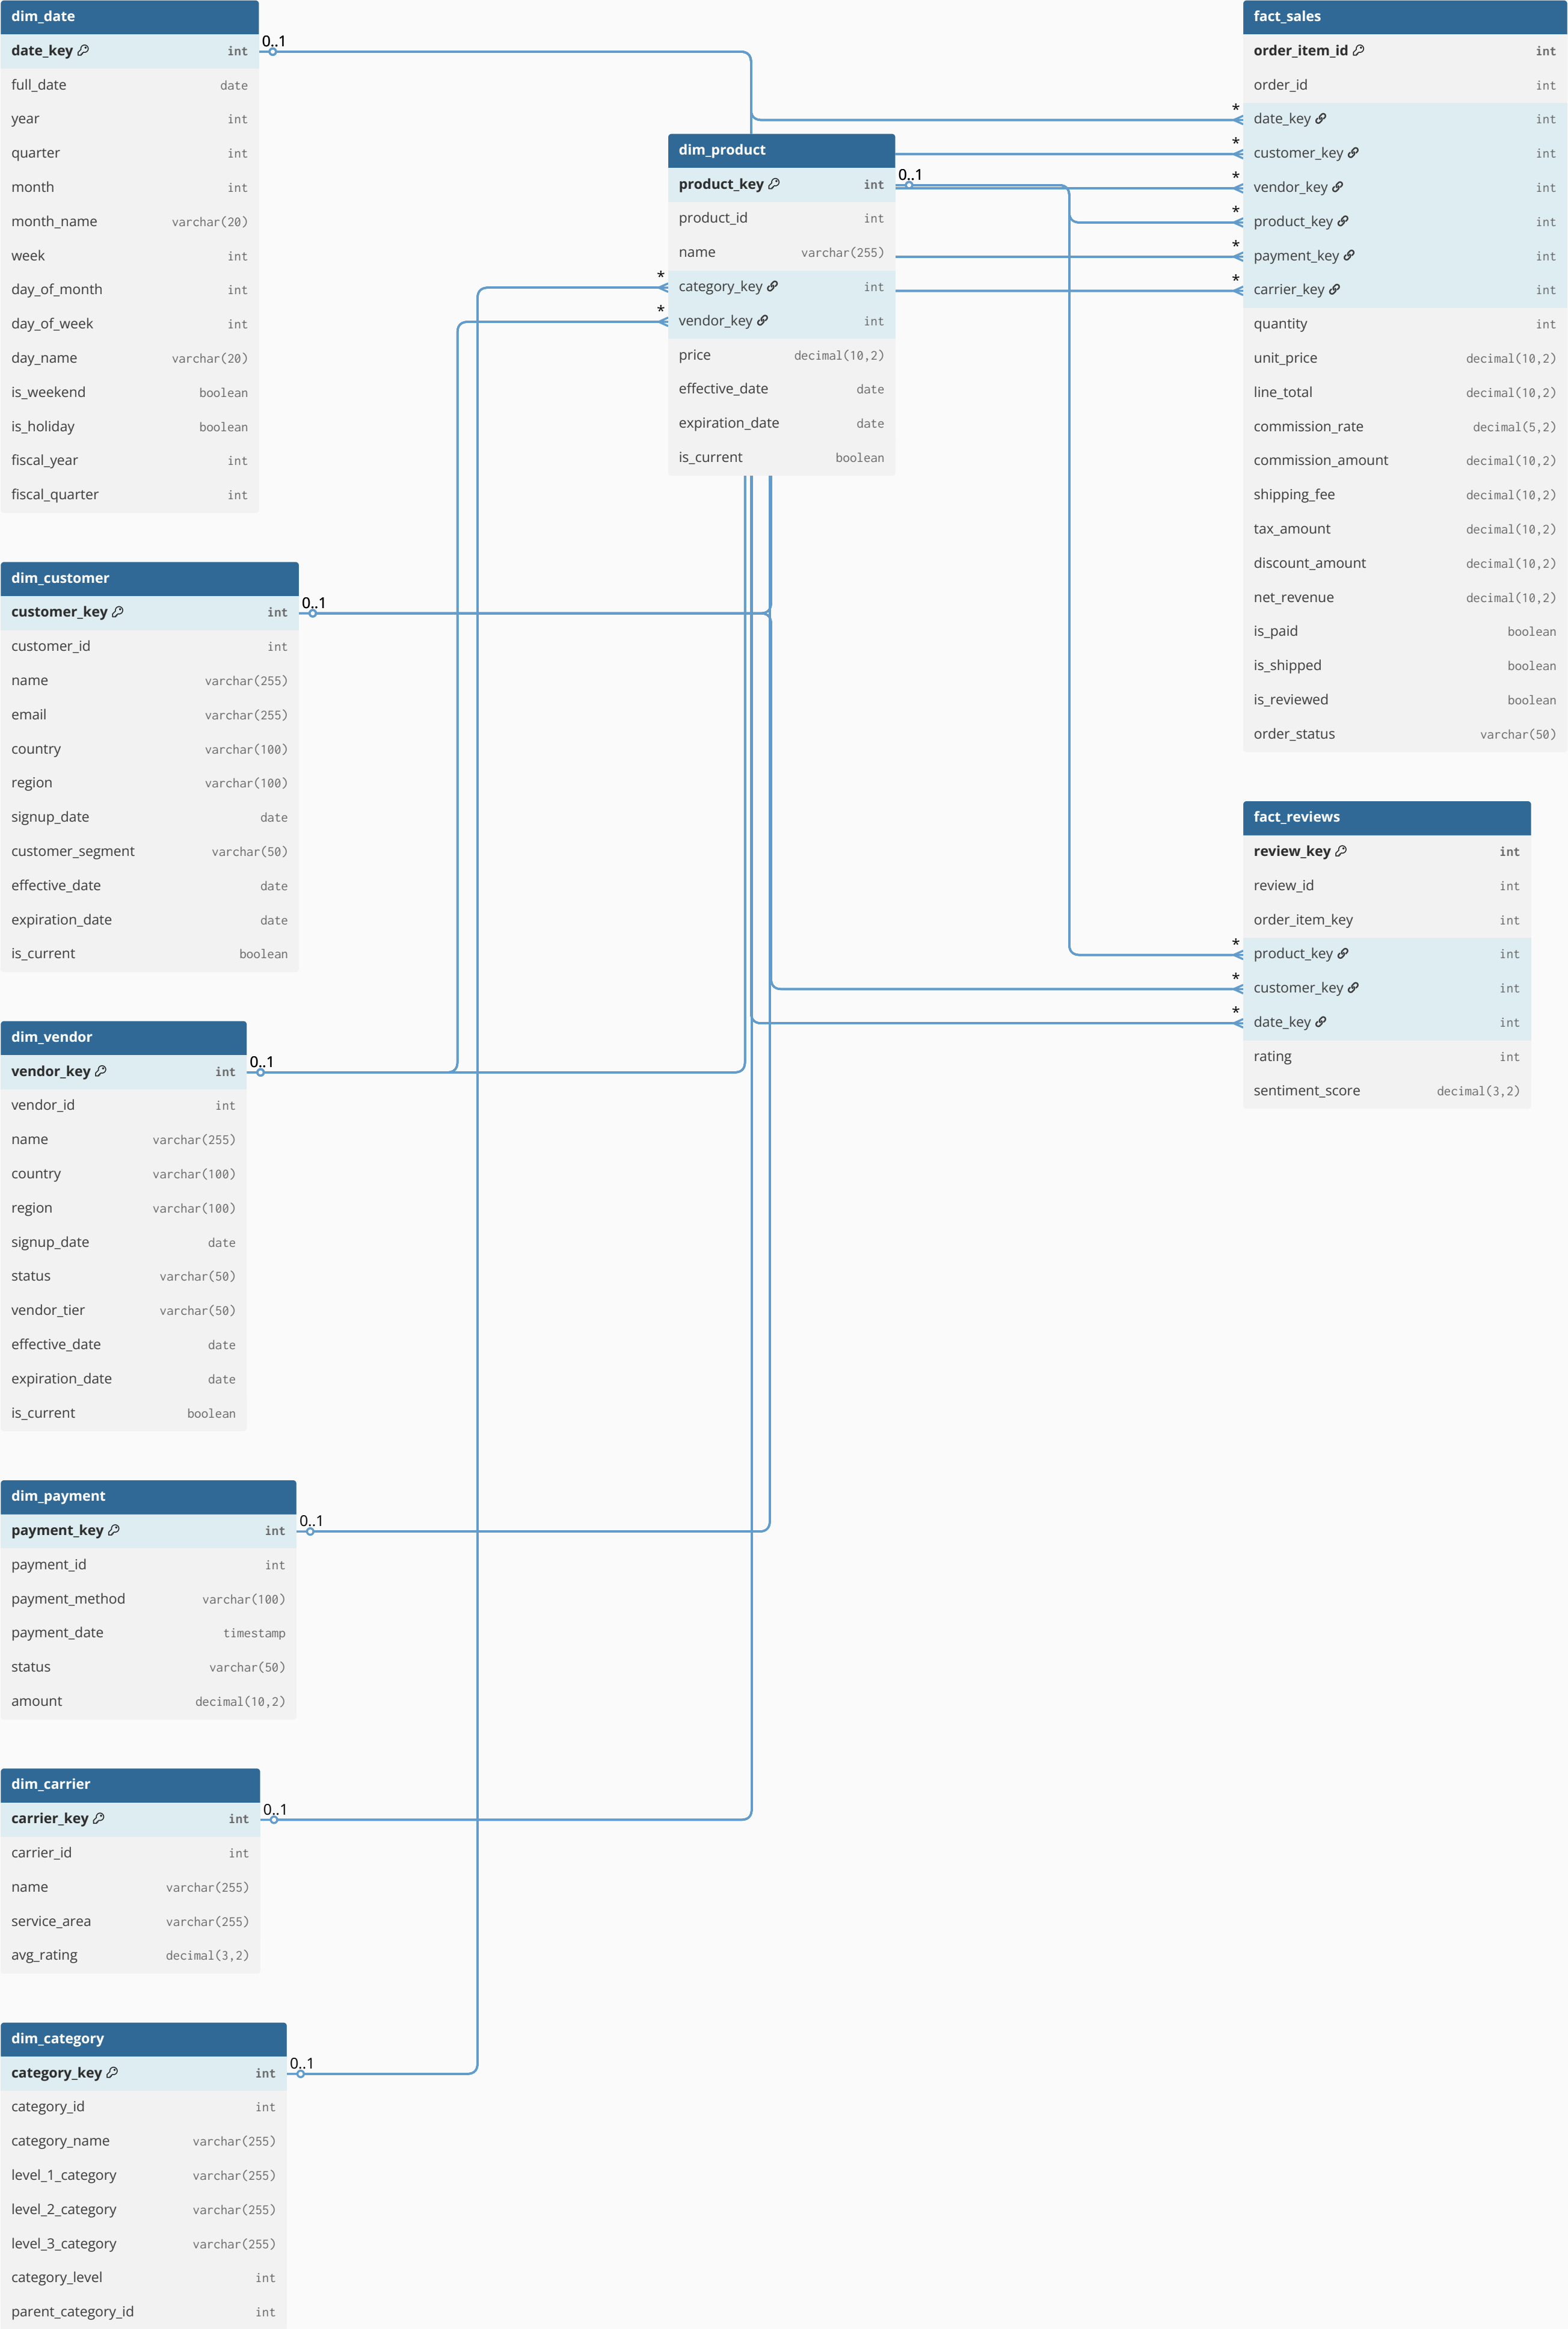 dim_date
date_key int
full_date date
year int
quarter int
month int
month_name varchar(20)
week int
day_of_month int
day_of_week int
day_name varchar(20)
is_weekend boolean
is_holiday boolean
fiscal_year int
fiscal_quarter int
0..1
dim_customer
customer_key int
customer_id int
name varchar(255)
email varchar(255)
country varchar(100)
region varchar(100)
signup_date date
customer_segment varchar(50)
effective_date date
expiration_date date
is_current boolean
0..1
dim_vendor
vendor_key int
vendor_id int
name varchar(255)
country varchar(100)
region varchar(100)
signup_date date
status varchar(50)
vendor_tier varchar(50)
effective_date date
expiration_date date
is_current boolean
0..1
dim_payment
payment_key int
payment_id int
payment_method varchar(100)
payment_date timestamp
status varchar(50)
amount decimal(10,2)
0..1
dim_carrier
carrier_key int
carrier_id int
name varchar(255)
service_area varchar(255)
avg_rating decimal(3,2)
0..1
dim_category
category_key int
category_id int
category_name varchar(255)
level_1_category varchar(255)
level_2_category varchar(255)
level_3_category varchar(255)
category_level int
parent_category_id int
0..1
dim_product
product_key int
product_id int
name varchar(255)
* category_key int
* vendor_key int
price decimal(10,2)
effective_date date
expiration_date date
is_current boolean
0..1
fact_sales
order_item_id int
order_id int
* date_key int
* customer_key int
* vendor_key int
* product_key int
* payment_key int
* carrier_key int
quantity int
unit_price decimal(10,2)
line_total decimal(10,2)
commission_rate decimal(5,2)
commission_amount decimal(10,2)
shipping_fee decimal(10,2)
tax_amount decimal(10,2)
discount_amount decimal(10,2)
net_revenue decimal(10,2)
is_paid boolean
is_shipped boolean
is_reviewed boolean
order_status varchar(50)
fact_reviews
review_key int
review_id int
order_item_key int
* product_key int
* customer_key int
* date_key int
rating int
sentiment_score decimal(3,2)